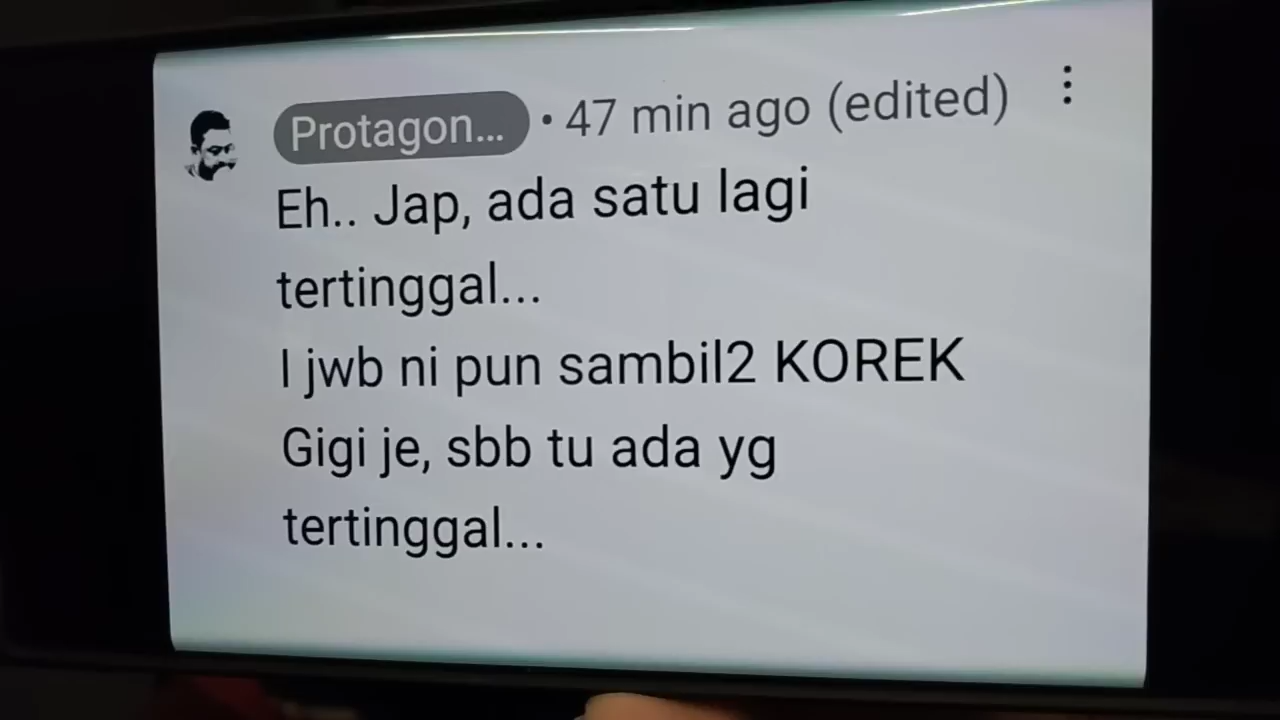 Protagon... • 47 min ago (edited)
Eh.. Jap, ada satu lagi
tertinggal...
I jwb ni pun sambil2 KOREK
Gigi je, sbb tu ada yg
tertinggal...